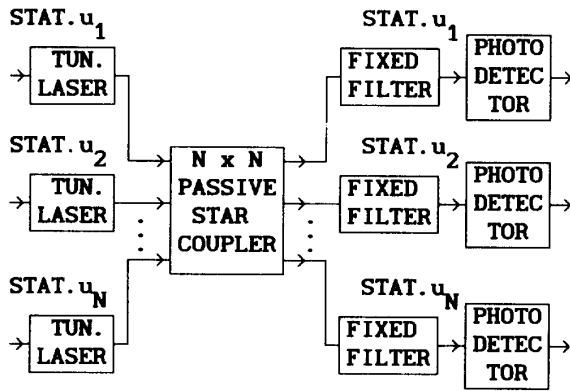 STAT.u1
TUN.
LASER
STAT.u2
TUN.
LASER
STAT.uN
TUN.
LASER
N x N
PASSIVE
STAR
COUPLER
STAT.u1
FIXED
FILTER
PHOTO
DETEC
TOR
STAT.u2
FIXED
FILTER
PHOTO
DETEC
TOR
STAT.uN
FIXED
FILTER
PHOTO
DETEC
TOR